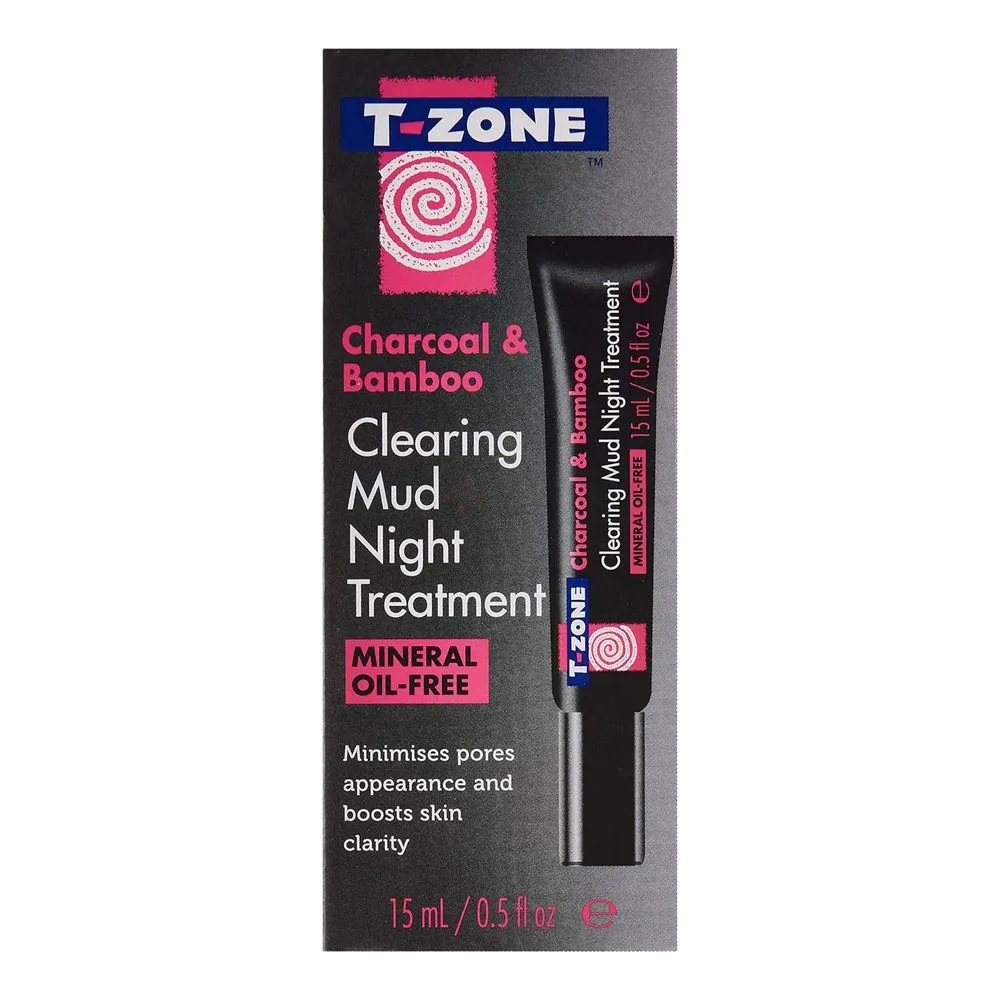 T-ZONE
TM
Charcoal &
Bamboo
Clearing
Mud
Night
Treatment
MINERAL
OIL-FREE
Minimises pores
appearance and
boosts skin
clarity
15 mL / 0.5 fl oz e
T-ZONE
Charcoal & Bamboo
Clearing Mud Night Treatment
MINERAL OIL-FREE 15 mL / 0.5 fl oz e